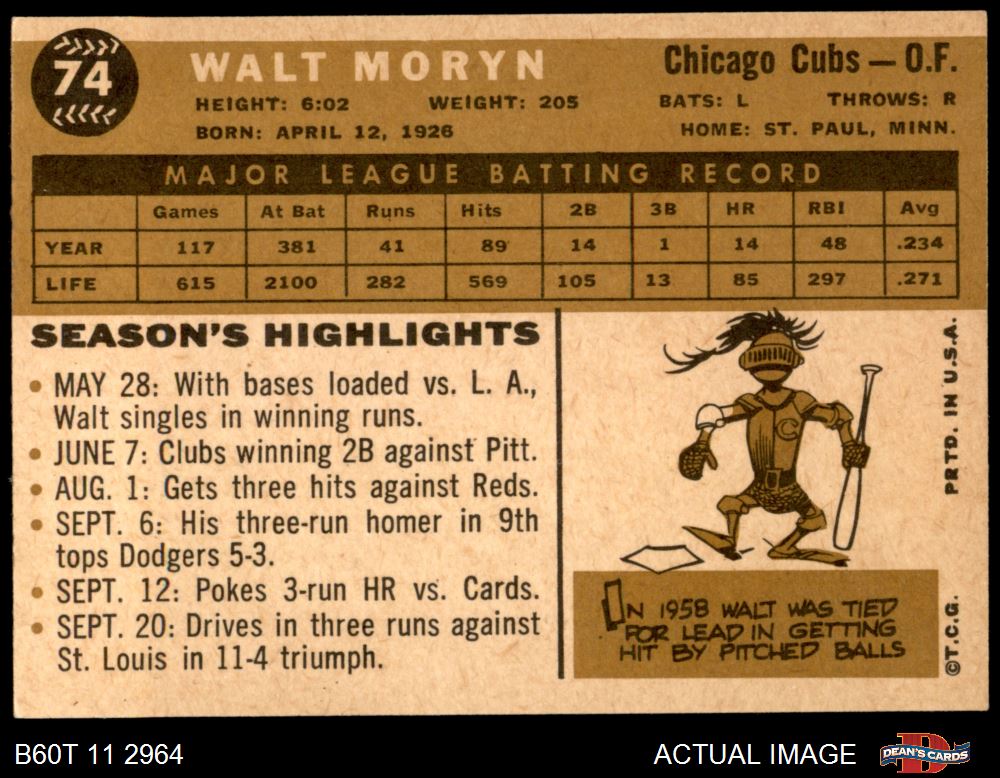 74
WALT MORYN
Chicago Cubs — O.F.
HEIGHT: 6:02 WEIGHT: 205 BATS: L THROWS: R
BORN: APRIL 12, 1926 HOME: ST. PAUL, MINN.
MAJOR LEAGUE BATTING RECORD
Games At Bat Runs Hits 2B 3B HR RBI Avg
YEAR 117 381 41 89 14 1 14 48 .234
LIFE 615 2100 282 569 105 13 85 297 .271
SEASON'S HIGHLIGHTS
• MAY 28: With bases loaded vs. L. A.,
Walt singles in winning runs.
• JUNE 7: Clubs winning 2B against Pitt.
• AUG. 1: Gets three hits against Reds.
• SEPT. 6: His three-run homer in 9th
tops Dodgers 5-3.
• SEPT. 12: Pokes 3-run HR vs. Cards.
• SEPT. 20: Drives in three runs against
St. Louis in 11-4 triumph.
C
IN 1958 WALT WAS TIED
FOR LEAD IN GETTING
HIT BY PITCHED BALLS
©T.C.G. PRTD. IN U.S.A.
B60T 11 2964
ACTUAL IMAGE
D
DEAN'S CARDS